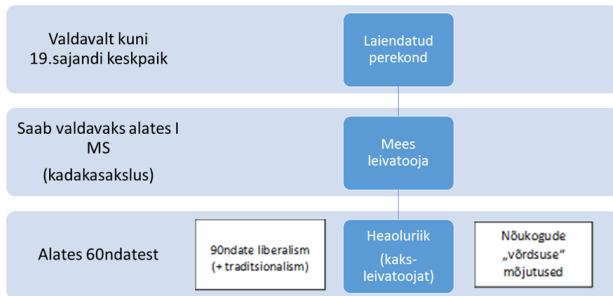 Valdavalt kuni
19.sajandi keskpaik
Laiendatud
perekond
Saab valdavaks alates I
MS
(kadakasakslus)
Mees
leivatooja
Alates 60ndatest
90ndate liberalism
(+ traditsionalism)
Heaoluriik
(kaks-
leivatoojat)
Nõukogude
„võrdsuse“
mõjutused